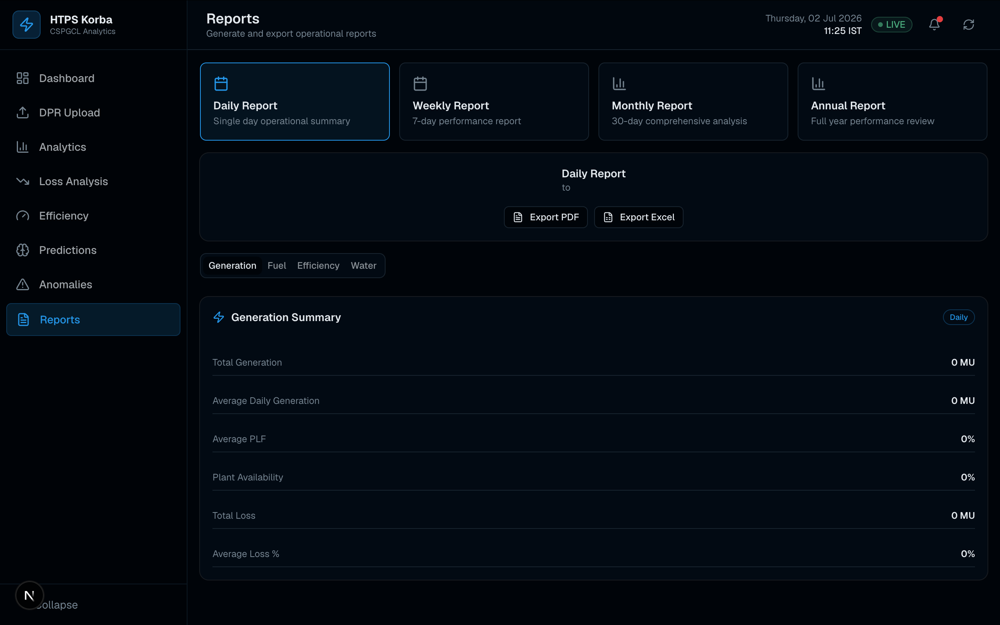 HTPS Korba
CSPGCL Analytics
Dashboard
DPR Upload
Analytics
Loss Analysis
Efficiency
Predictions
Anomalies
Reports
N
ollapse
Reports
Generate and export operational reports
Thursday, 02 Jul 2026
11:25 IST
LIVE
Daily Report
Single day operational summary
Weekly Report
7-day performance report
Monthly Report
30-day comprehensive analysis
Annual Report
Full year performance review
Daily Report
to
Export PDF
Export Excel
Generation
Fuel
Efficiency
Water
Generation Summary
Daily
Total Generation
0 MU
Average Daily Generation
0 MU
Average PLF
0%
Plant Availability
0%
Total Loss
0 MU
Average Loss %
0%